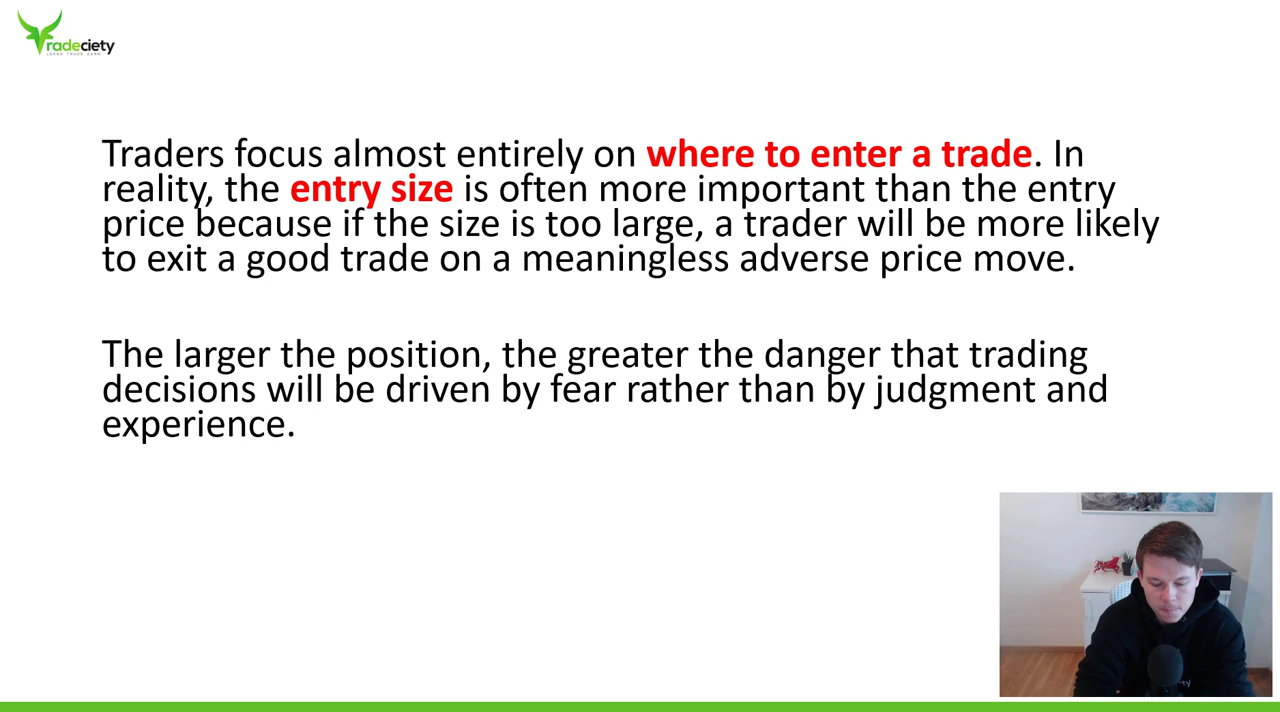 Tradeciety
LEARN TRADE EARN
Traders focus almost entirely on where to enter a trade. In
reality, the entry size is often more important than the entry
price because if the size is too large, a trader will be more likely
to exit a good trade on a meaningless adverse price move.
The larger the position, the greater the danger that trading
decisions will be driven by fear rather than by judgment and
experience.